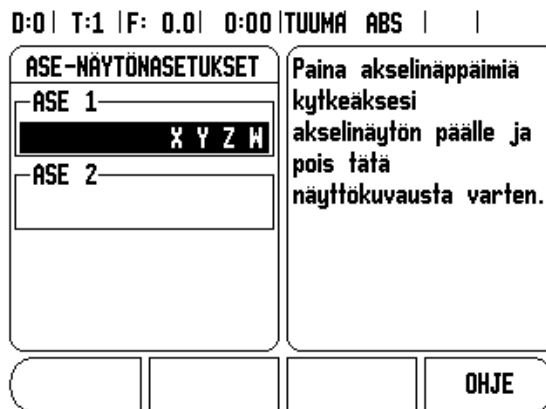 D:0 | T:1 | F: 0.0 | 0:00 | TUUMA ABS | |
ASE-NÄYTÖNASETUKSET
ASE 1
X Y Z W
ASE 2
Paina akselinäppäimiä
kytkeäksesi
akselinäytön päälle ja
pois tätä
näyttökuvausta varten.
OHJE